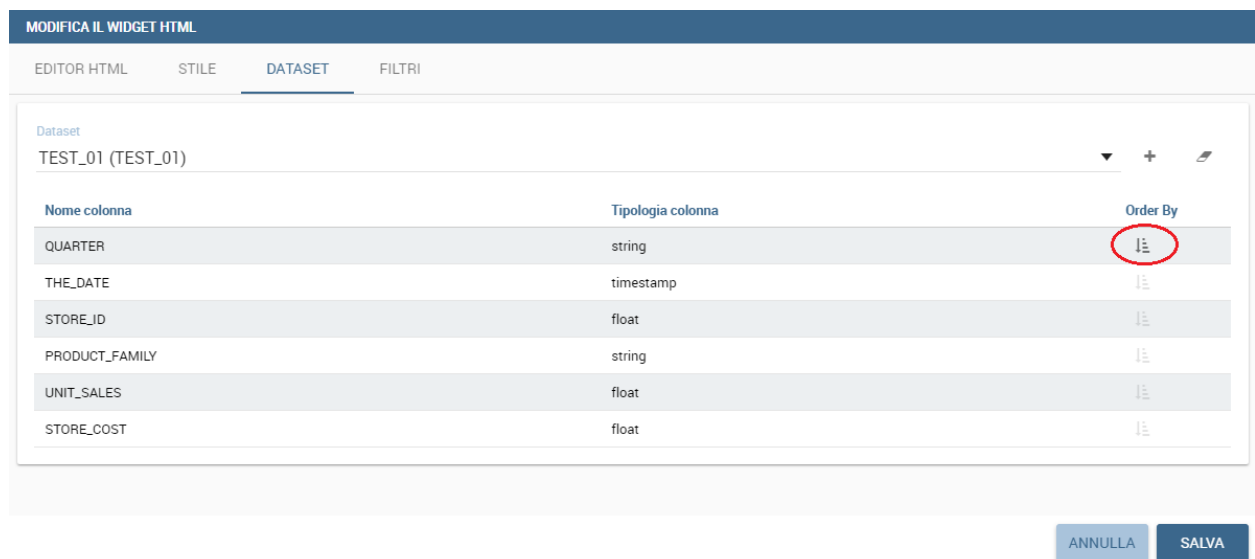 MODIFICA IL WIDGET HTML
EDITOR HTML STILE DATASET FILTRI
Dataset
TEST_01 (TEST_01)
Nome colonna Tipologia colonna Order By
QUARTER string
THE_DATE timestamp
STORE_ID float
PRODUCT_FAMILY string
UNIT_SALES float
STORE_COST float
ANNULLA SALVA